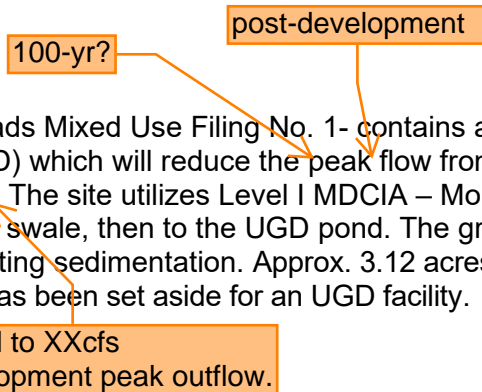 post-development
100-yr?
ads Mixed Use Filing No. 1- contains a
D) which will reduce the peak flow from
The site utilizes Level I MDCIA – Mo
swale, then to the UGD pond. The gr
ting sedimentation. Approx. 3.12 acres
as been set aside for an UGD facility.
to XXcfs
opment peak outflow.